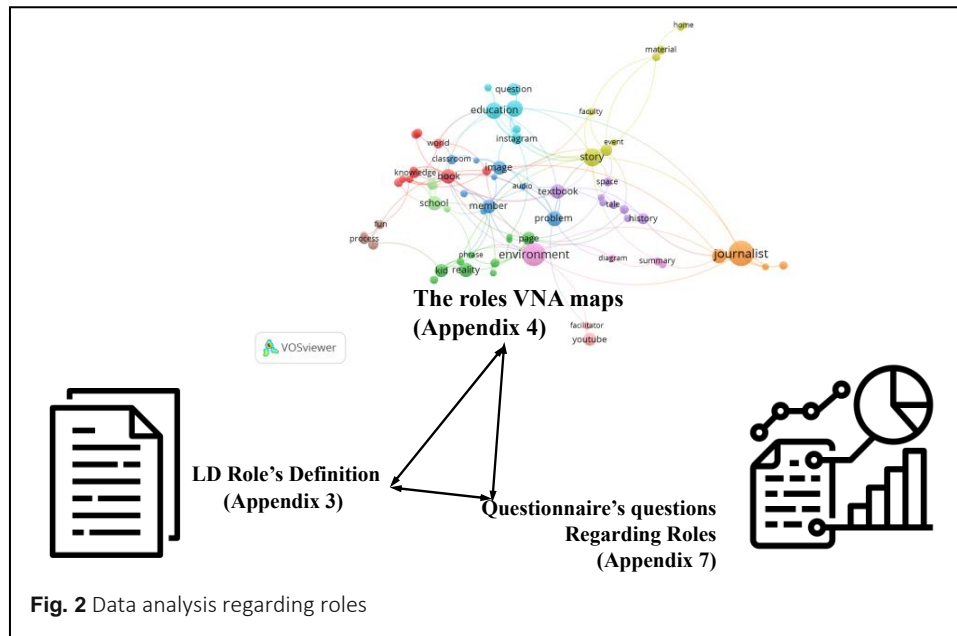 home
material
question
education
faculty
instagram
event
world
story
classroom
image
knowledge
book
audio
space
textbook
school
member
tale
problem
history
fun
process
page
phrase
environment
journalist
diagram
summary
kid
reality
The roles VNA maps
(Appendix 4)
facilitator
youtube
VOSviewer
LD Role's Definition
(Appendix 3)
Questionnaire's questions
Regarding Roles
(Appendix 7)
Fig. 2 Data analysis regarding roles